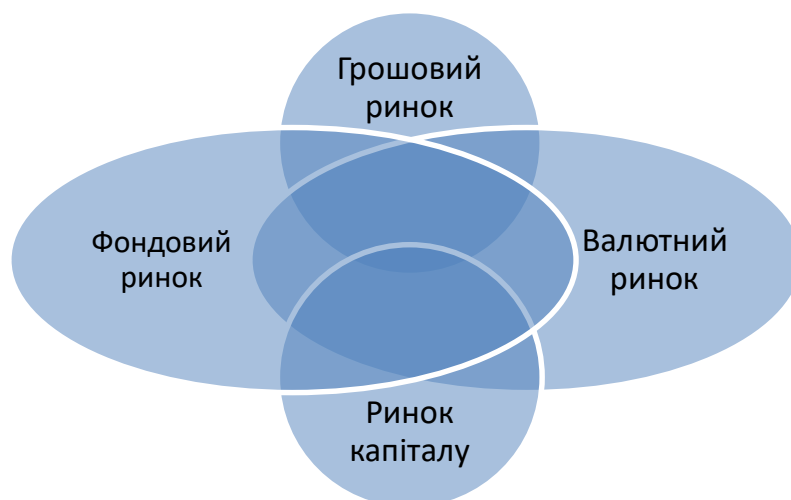 Грошовий
ринок
Фондовий
ринок
Валютний
ринок
Ринок
капіталу